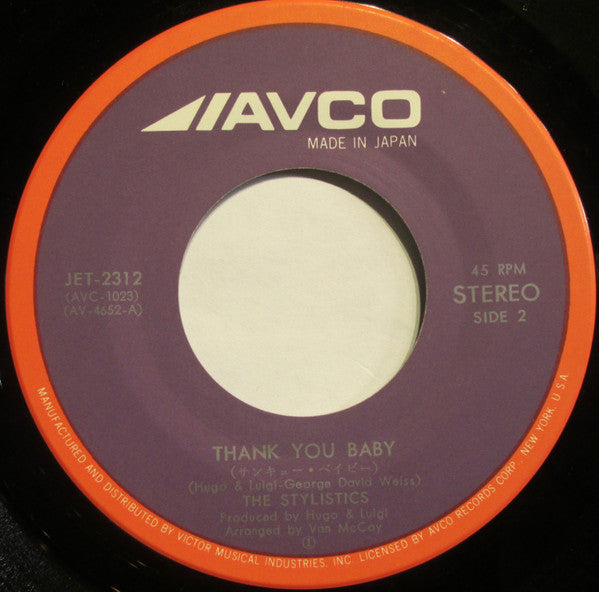 AVCO
MADE IN JAPAN
JET-2312
(AVC-1023)
(AV-4652-A)
45 RPM
STEREO
SIDE 2
THANK YOU BABY
(サンキュー・ベイビー)
(Hugo & Luigi-George David Weiss)
THE STYLISTICS
Produced by Hugo & Luigi
Arranged by Van McCoy
MANUFACTURED AND DISTRIBUTED BY VICTOR MUSICAL INDUSTRIES, INC. LICENSED BY AVCO RECORDS CORP., NEW YORK, U.S.A.